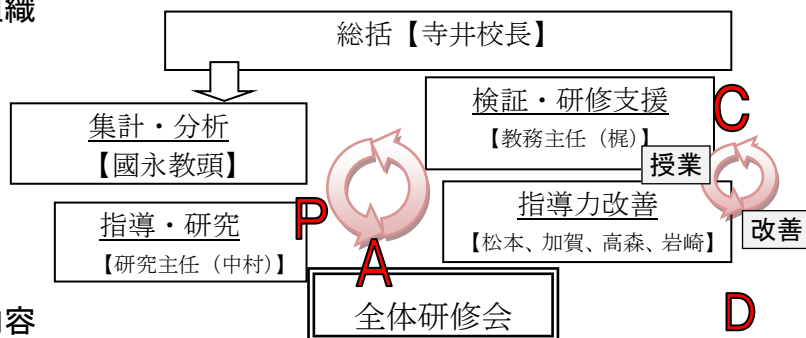 組織
総括【寺井校長】
検証・研修支援
【教務主任（梶）】
C
集計・分析
【國永教頭】
授業
指導力改善
【松本、加賀、高森、岩崎】
改善
P
指導・研究
【研究主任（中村）】
A
全体研修会
D
内容